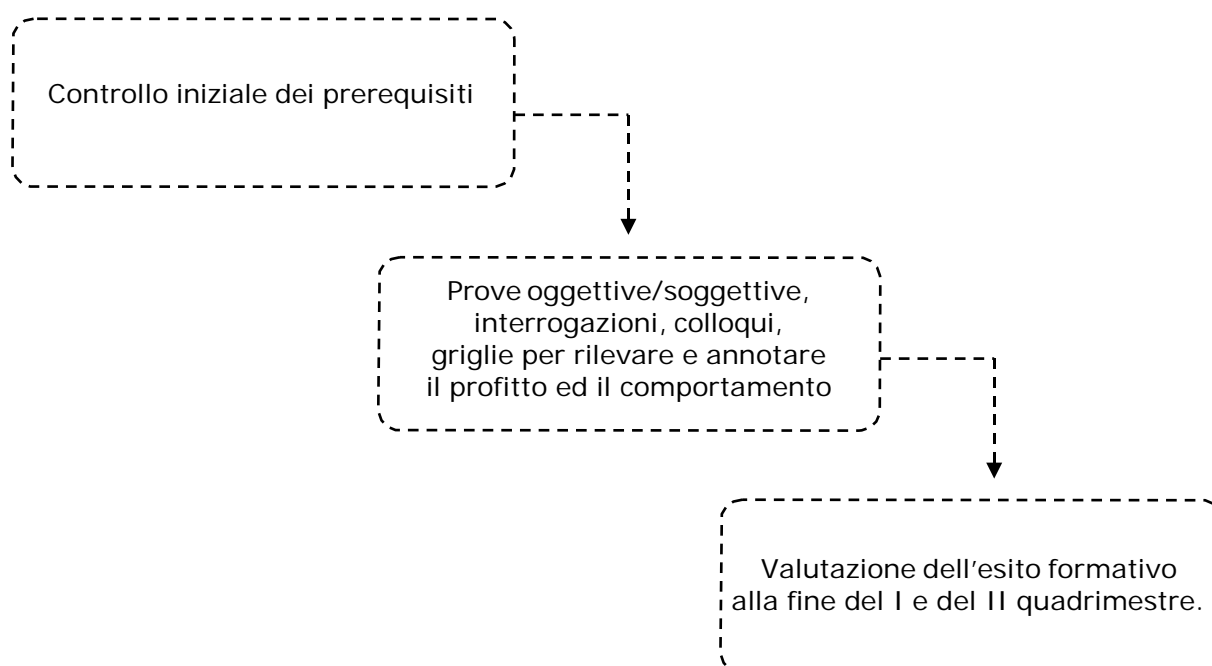 Controllo iniziale dei prerequisiti
Prove oggettive/soggettive,
interrogazioni, colloqui,
griglie per rilevare e annotare
il profitto ed il comportamento
Valutazione dell'esito formativo
alla fine del I e del II quadrimestre.